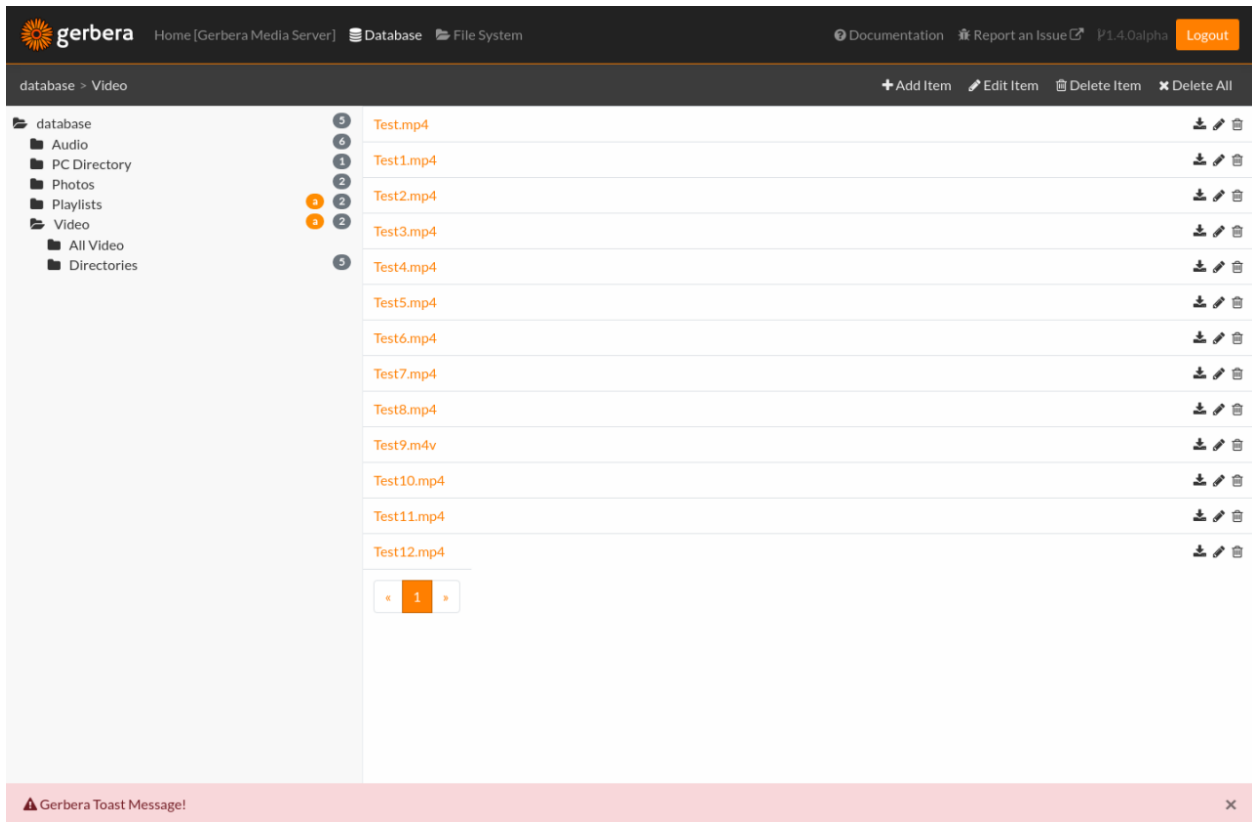 gerbera Home [Gerbera Media Server] Database File System Documentation Report an Issue 1.4.0alpha Logout
database > Video Add Item Edit Item Delete Item Delete All
database 5
Audio 6
PC Directory 1
Photos 2
Playlists a 2
Video a 2
All Video
Directories 5
Test.mp4
Test1.mp4
Test2.mp4
Test3.mp4
Test4.mp4
Test5.mp4
Test6.mp4
Test7.mp4
Test8.mp4
Test9.m4v
Test10.mp4
Test11.mp4
Test12.mp4
« 1 »
Gerbera Toast Message! ×